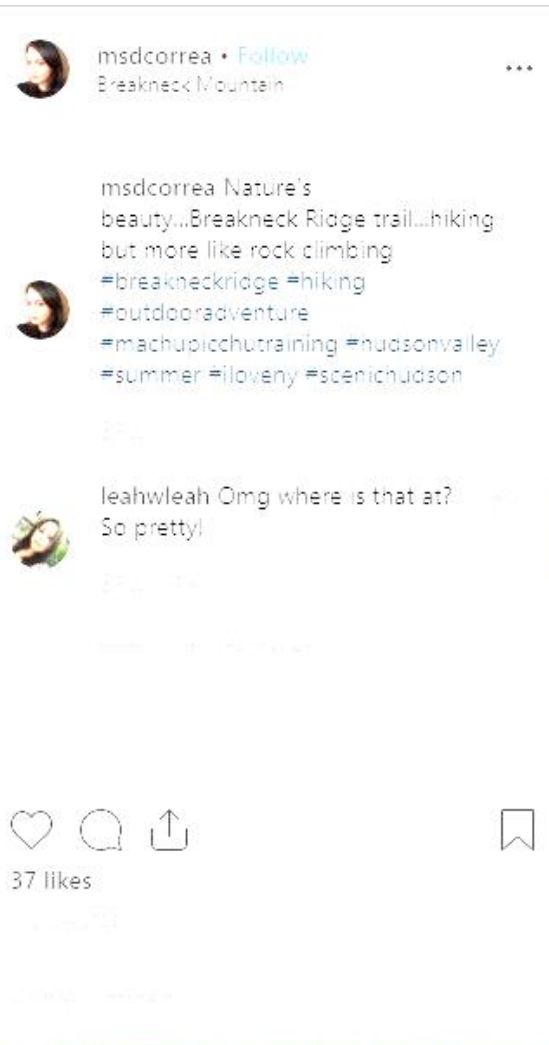 msdcorrea • Follow
Breakneck Mountain
msdcorrea Nature's
beauty...Breakneck Ridge trail...hiking
but more like rock climbing
#breakneckridge #hiking
#outdooradventure
#machupicchutraining #hudsonvalley
#summer #iloveny #scenichudson
leahwleah Omg where is that at?
So pretty!
37 likes